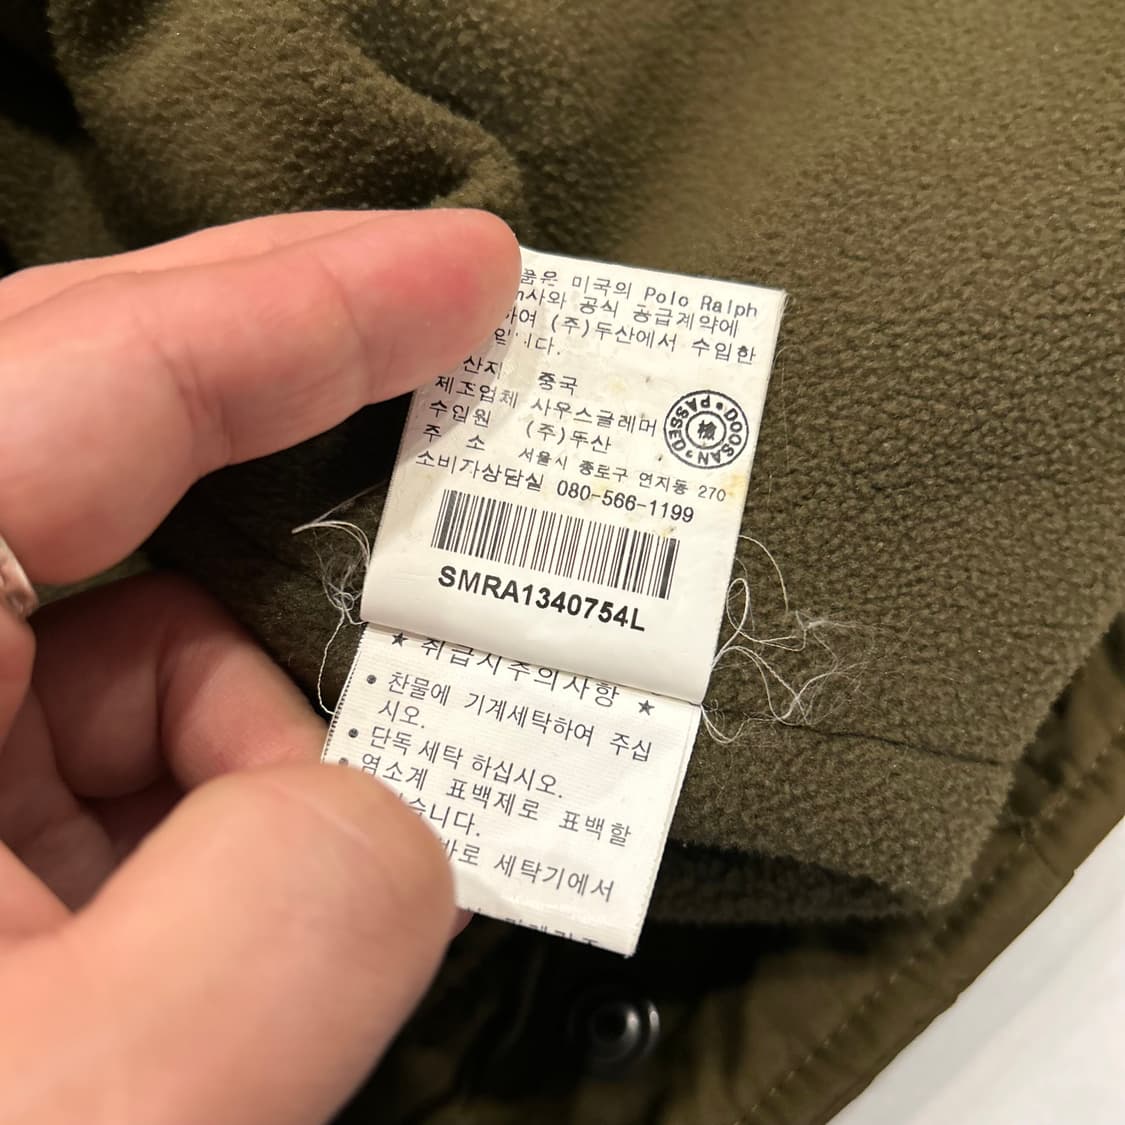 품은 미국의 Polo Ralph
사와 공식 공급계약에
하여 (주)두산에서 수입한
입니다.
산지 중국
제조업체 사우스글레머
수입원 (주)두산
주 소 서울시 종로구 연지동 270
소비자상담실 080-566-1199
DOOSAN • PASSED •
檢
SMRA1340754L
★ 취급시주의사항 ★
• 찬물에 기계세탁하여 주십
시오.
• 단독 세탁 하십시오.
• 염소계 표백제로 표백할
습니다.
바로 세탁기에서